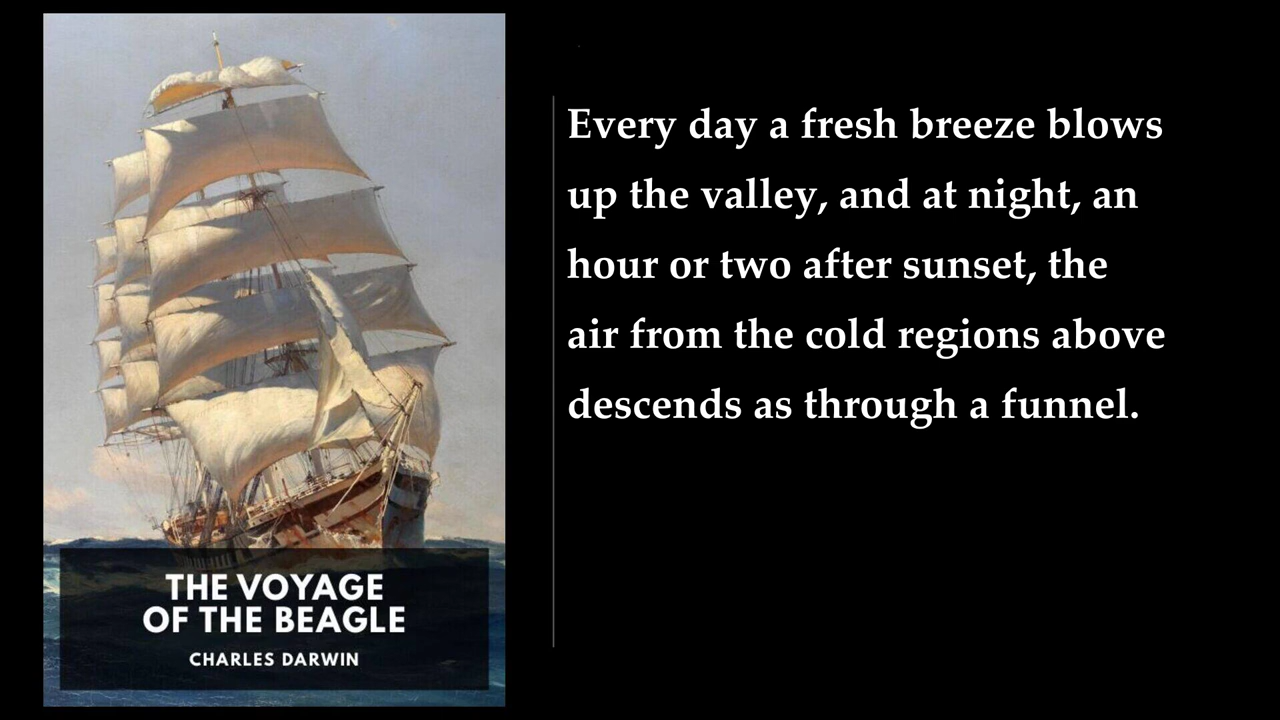 THE VOYAGE
OF THE BEAGLE
CHARLES DARWIN
Every day a fresh breeze blows
up the valley, and at night, an
hour or two after sunset, the
air from the cold regions above
descends as through a funnel.